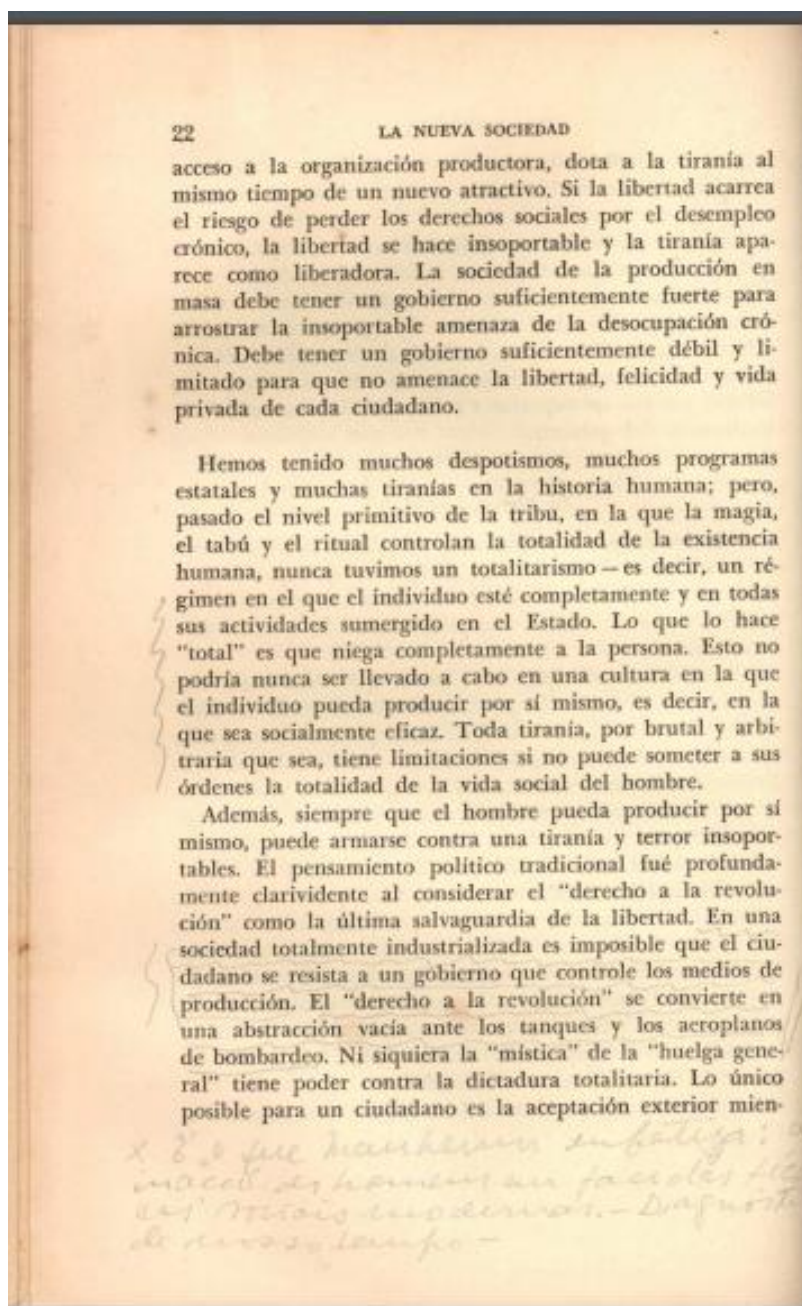 22 LA NUEVA SOCIEDAD
acceso a la organización productora, dota a la tiranía al
mismo tiempo de un nuevo atractivo. Si la libertad acarrea
el riesgo de perder los derechos sociales por el desempleo
crónico, la libertad se hace insoportable y la tiranía apa-
rece como liberadora. La sociedad de la producción en
masa debe tener un gobierno suficientemente fuerte para
arrostrar la insoportable amenaza de la desocupación cró-
nica. Debe tener un gobierno suficientemente débil y li-
mitado para que no amenace la libertad, felicidad y vida
privada de cada ciudadano.
Hemos tenido muchos despotismos, muchos programas
estatales y muchas tiranías en la historia humana; pero,
pasado el nivel primitivo de la tribu, en la que la magia,
el tabú y el ritual controlan la totalidad de la existencia
humana, nunca tuvimos un totalitarismo — es decir, un ré-
gimen en el que el individuo esté completamente y en todas
sus actividades sumergido en el Estado. Lo que lo hace
"total" es que niega completamente a la persona. Esto no
podría nunca ser llevado a cabo en una cultura en la que
el individuo pueda producir por sí mismo, es decir, en la
que sea socialmente eficaz. Toda tiranía, por brutal y arbi-
traria que sea, tiene limitaciones si no puede someter a sus
órdenes la totalidad de la vida social del hombre.
Además, siempre que el hombre pueda producir por sí
mismo, puede armarse contra una tiranía y terror insopor-
tables. El pensamiento político tradicional fué profunda-
mente clarividente al considerar el "derecho a la revolu-
ción" como la última salvaguardia de la libertad. En una
sociedad totalmente industrializada es imposible que el ciu-
dadano se resista a un gobierno que controle los medios de
producción. El "derecho a la revolución" se convierte en
una abstracción vacía ante los tanques y los aeroplanos
de bombardeo. Ni siquiera la "mística" de la "huelga gene-
ral" tiene poder contra la dictadura totalitaria. Lo único
posible para un ciudadano es la aceptación exterior mien-
x É o que Mannheim
modernas. —
de nosso tempo —